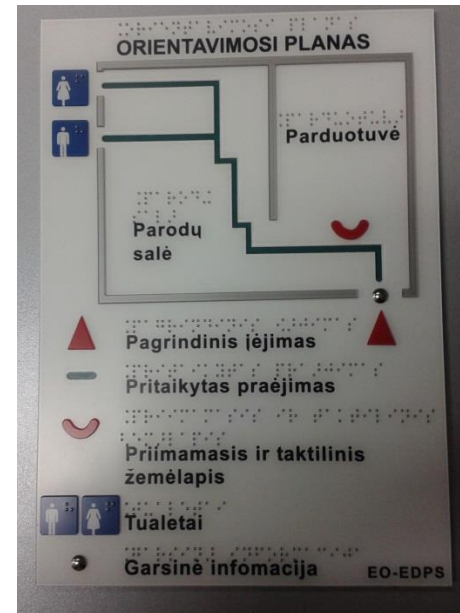 ORIENTAVIMOSI PLANAS
Parduotuvė
Parodų
salė
Pagrindinis įėjimas
Pritaikytas praėjimas
Priimamasis ir taktilinis
žemėlapis
Tualetai
Garsinė infomacija
EO-EDPS